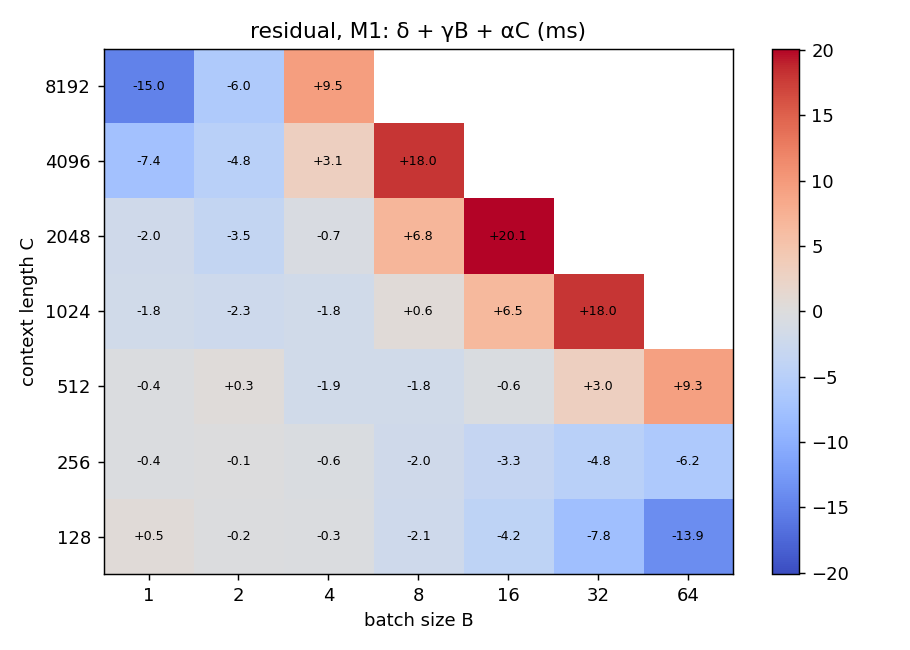 residual, M1: δ + γB + αC (ms)
8192 -15.0 -6.0 +9.5
4096 -7.4 -4.8 +3.1 +18.0
2048 -2.0 -3.5 -0.7 +6.8 +20.1
1024 -1.8 -2.3 -1.8 +0.6 +6.5 +18.0
512 -0.4 +0.3 -1.9 -1.8 -0.6 +3.0 +9.3
256 -0.4 -0.1 -0.6 -2.0 -3.3 -4.8 -6.2
128 +0.5 -0.2 -0.3 -2.1 -4.2 -7.8 -13.9
1 2 4 8 16 32 64
batch size B
context length C
20
15
10
5
0
−5
−10
−15
−20